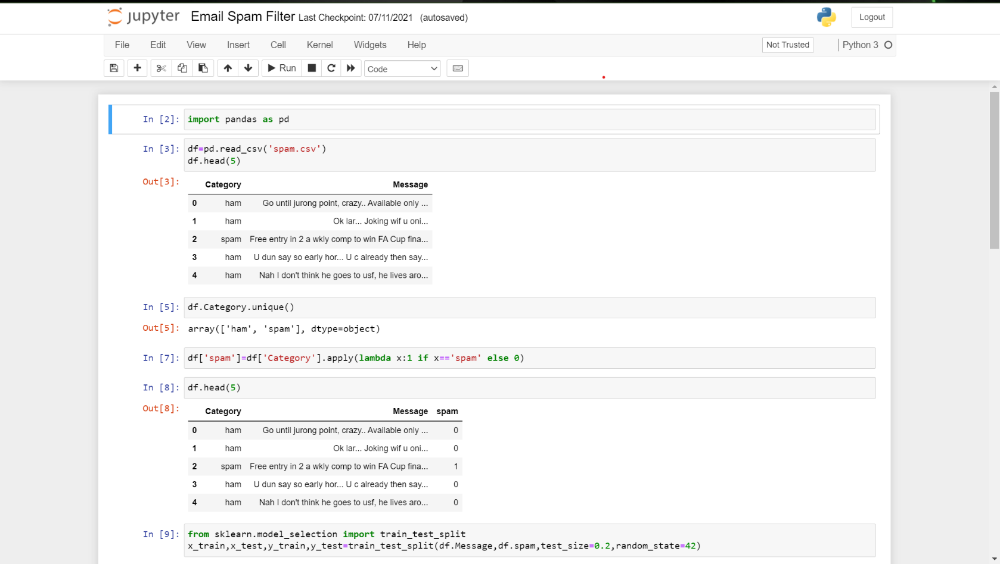 jupyter Email Spam Filter Last Checkpoint: 07/11/2021 (autosaved)
Logout
File Edit View Insert Cell Kernel Widgets Help
Not Trusted
Python 3
Run
Code
In [2]: import pandas as pd
In [3]: df=pd.read_csv('spam.csv')
df.head(5)
Out[3]:
Category Message
0 ham Go until jurong point, crazy.. Available only ...
1 ham Ok lar... Joking wif u oni...
2 spam Free entry in 2 a wkly comp to win FA Cup fina...
3 ham U dun say so early hor... U c already then say...
4 ham Nah I don't think he goes to usf, he lives aro...
In [5]: df.Category.unique()
Out[5]: array(['ham', 'spam'], dtype=object)
In [7]: df['spam']=df['Category'].apply(lambda x:1 if x=='spam' else 0)
In [8]: df.head(5)
Out[8]:
Category Message spam
0 ham Go until jurong point, crazy.. Available only ... 0
1 ham Ok lar... Joking wif u oni... 0
2 spam Free entry in 2 a wkly comp to win FA Cup fina... 1
3 ham U dun say so early hor... U c already then say... 0
4 ham Nah I don't think he goes to usf, he lives aro... 0
In [9]: from sklearn.model_selection import train_test_split
x_train,x_test,y_train,y_test=train_test_split(df.Message,df.spam,test_size=0.2,random_state=42)